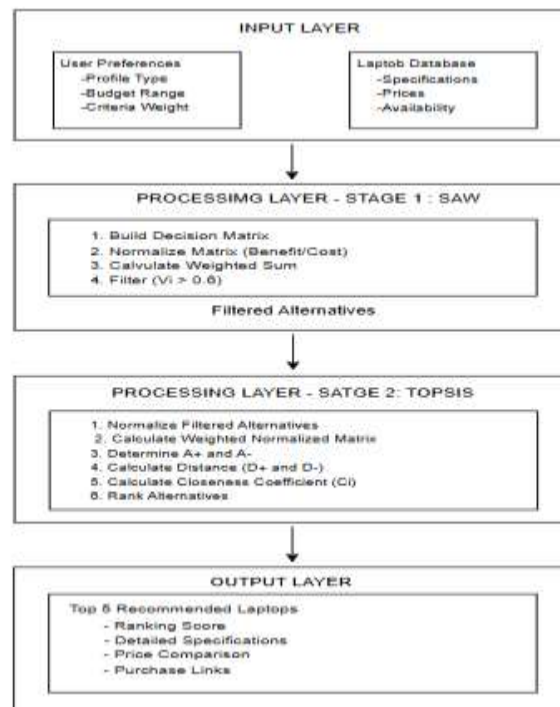 INPUT LAYER
User Preferences
-Profile Type
-Budget Range
-Criteria Weight
Laptob Database
-Specifications
-Prices
-Availability
PROCESSIMG LAYER - STAGE 1 : SAW
1. Build Decision Matrix
2. Normalize Matrix (Benefit/Cost)
3. Calvulate Weighted Sum
4. Filter (Vi > 0.6)
Filtered Alternatives
PROCESSING LAYER - SATGE 2: TOPSIS
1. Normalize Filtered Alternatives
2. Calculate Weighted Normalized Matrix
3. Determine A+ and A-
4. Calculate Distance (D+ and D-)
5. Calculate Closeness Coefficient (Ci)
6. Rank Alternatives
OUTPUT LAYER
Top 5 Recommended Laptops
- Ranking Score
- Detailed Specifications
- Price Comparison
- Purchase Links